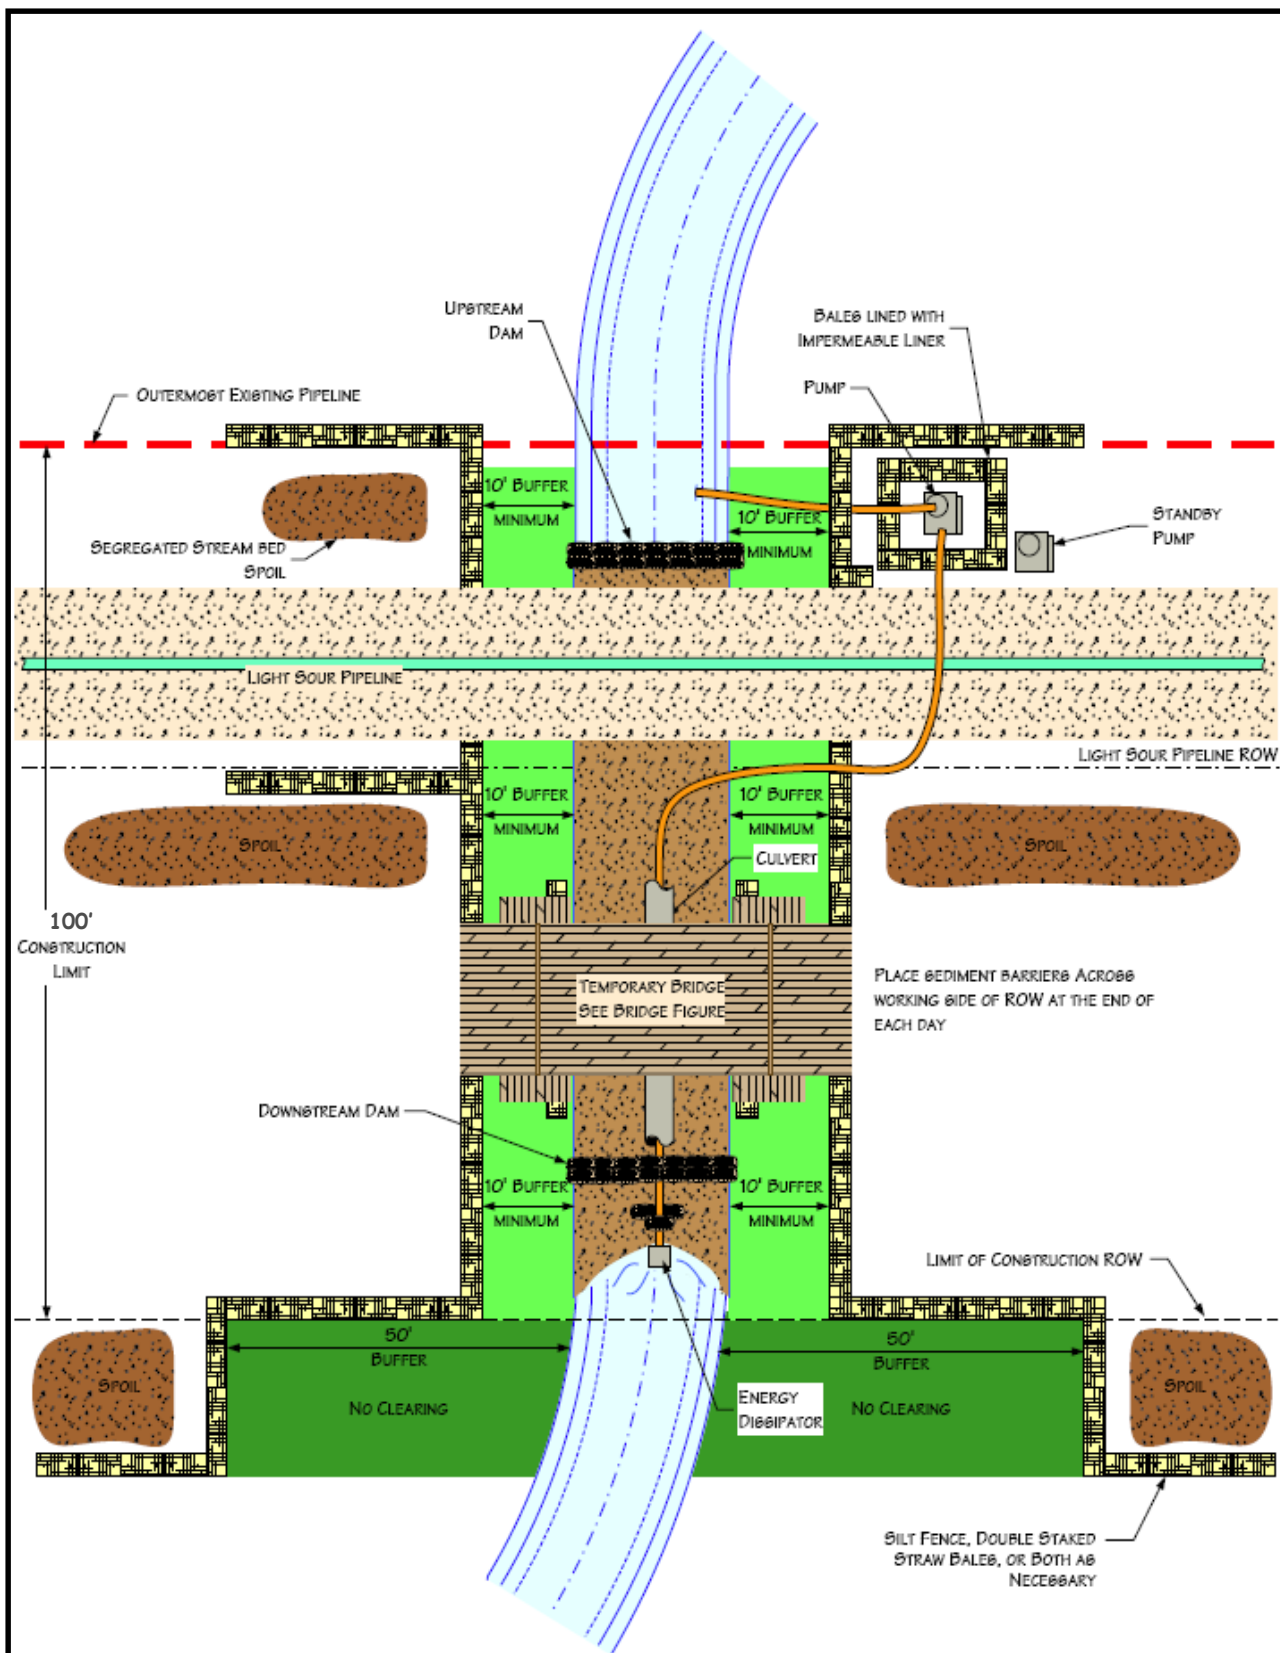 UPSTREAM
DAM
BALES LINED WITH
IMPERMEABLE LINER
PUMP
OUTERMOST EXISTING PIPELINE
10' BUFFER
MINIMUM
10' BUFFER
MINIMUM
STANDBY
PUMP
SEGREGATED STREAM BED
SPOIL
LIGHT SOUR PIPELINE
LIGHT SOUR PIPELINE ROW
10' BUFFER
MINIMUM
10' BUFFER
MINIMUM
SPOIL
SPOIL
CULVERT
100'
CONSTRUCTION
LIMIT
TEMPORARY BRIDGE
SEE BRIDGE FIGURE
PLACE SEDIMENT BARRIERS ACROSS
WORKING SIDE OF ROW AT THE END OF
EACH DAY
DOWNSTREAM DAM
10' BUFFER
MINIMUM
10' BUFFER
MINIMUM
LIMIT OF CONSTRUCTION ROW
50'
BUFFER
50'
BUFFER
SPOIL
SPOIL
NO CLEARING
NO CLEARING
ENERGY
DISSIPATOR
SILT FENCE, DOUBLE STAKED
STRAW BALES, OR BOTH AS
NECESSARY